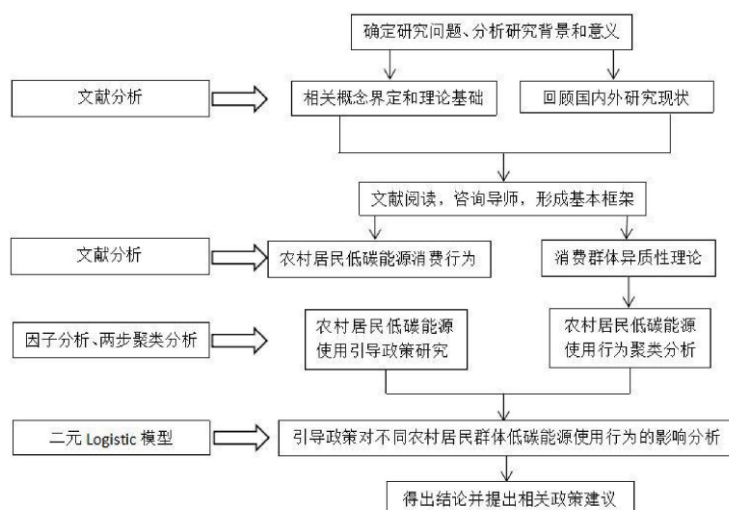 确定研究问题、分析研究背景和意义
文献分析
相关概念界定和理论基础
回顾国内外研究现状
文献阅读，咨询导师，形成基本框架
文献分析
农村居民低碳能源消费行为
消费群体异质性理论
因子分析、两步聚类分析
农村居民低碳能源
使用引导政策研究
农村居民低碳能源
使用行为聚类分析
二元 Logistic 模型
引导政策对不同农村居民群体低碳能源使用行为的影响分析
得出结论并提出相关政策建议